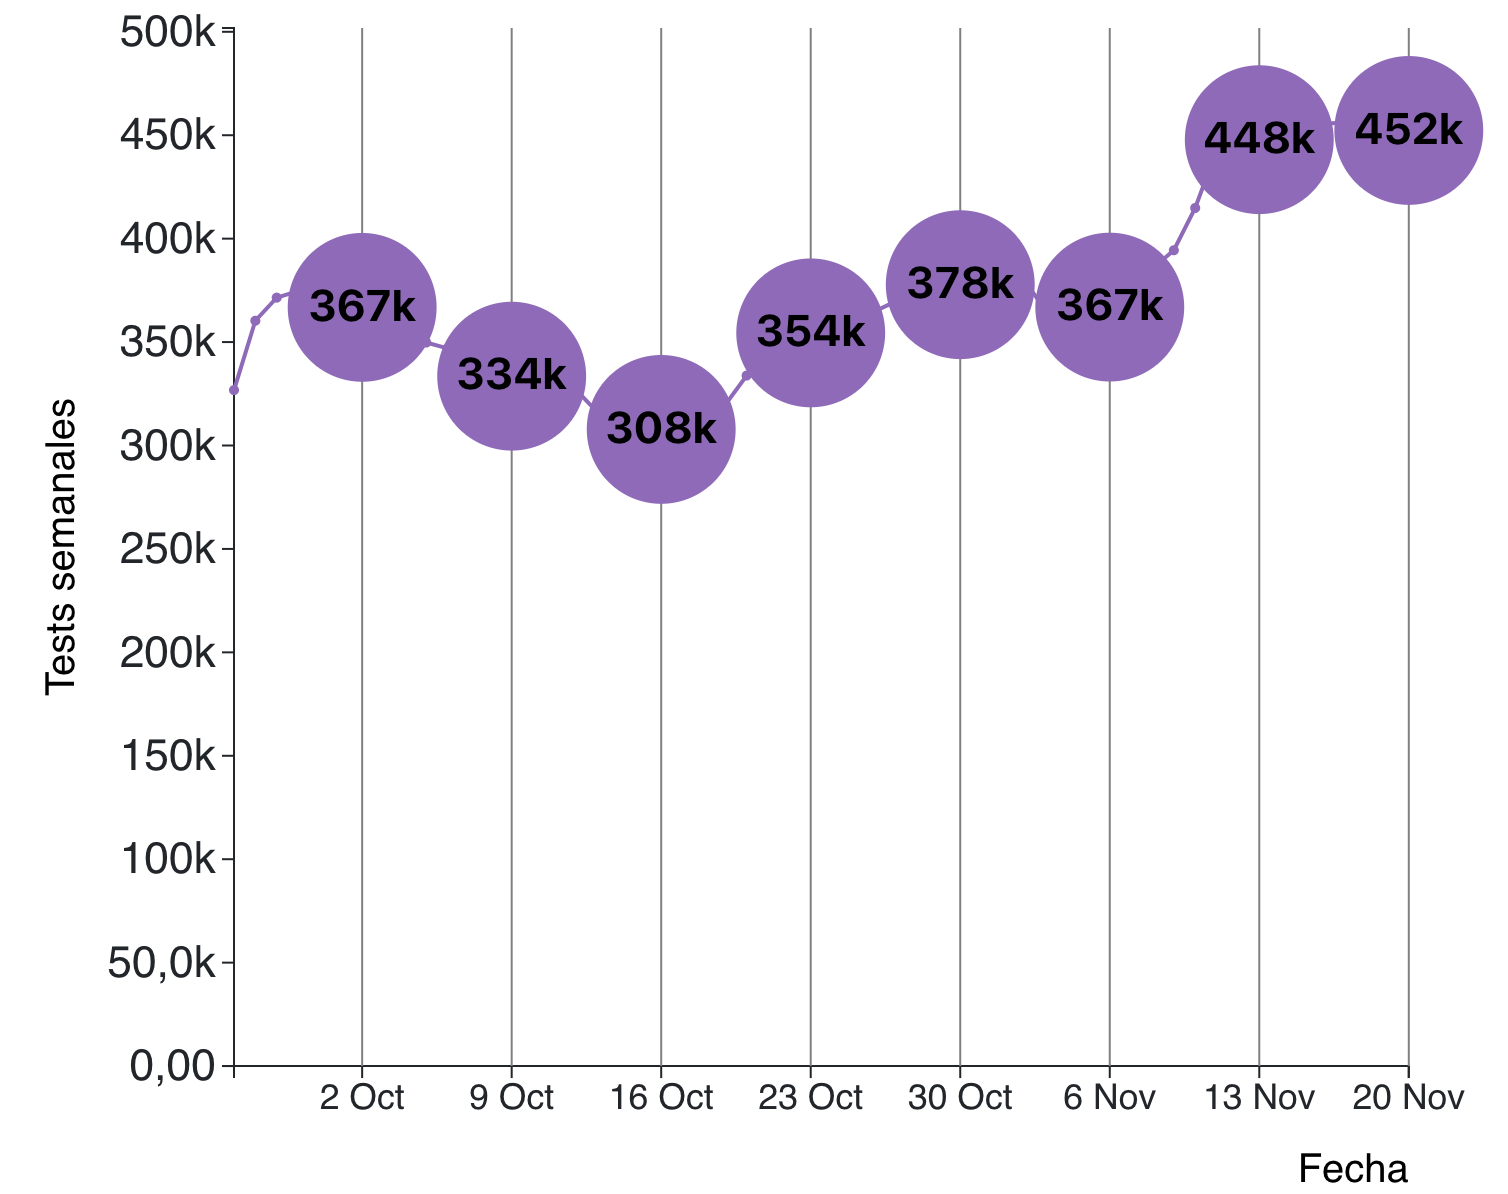 500k
450k
400k
350k
300k
250k
200k
150k
100k
50,0k
0,00
Tests semanales
367k
334k
308k
354k
378k
367k
448k
452k
2 Oct
9 Oct
16 Oct
23 Oct
30 Oct
6 Nov
13 Nov
20 Nov
Fecha